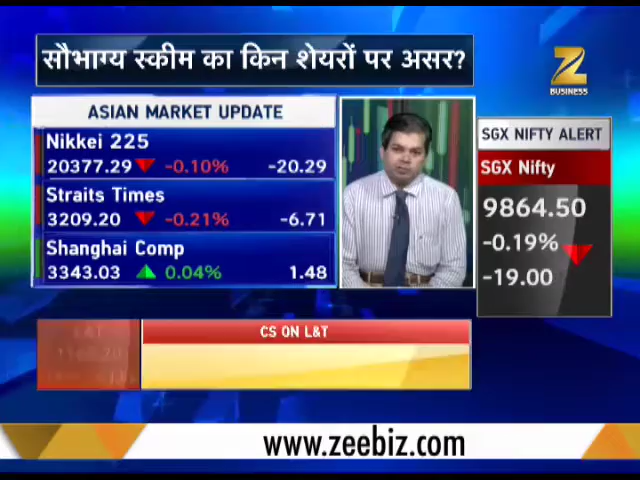 सौभाग्य स्कीम का किन शेयरों पर असर?
Z
BUSINESS
ASIAN MARKET UPDATE
Nikkei 225
20377.29 -0.10% -20.29
Straits Times
3209.20 -0.21% -6.71
Shanghai Comp
3343.03 0.04% 1.48
SGX NIFTY ALERT
SGX Nifty
9864.50
-0.19%
-19.00
L&T
CS ON L&T
www.zeebiz.com